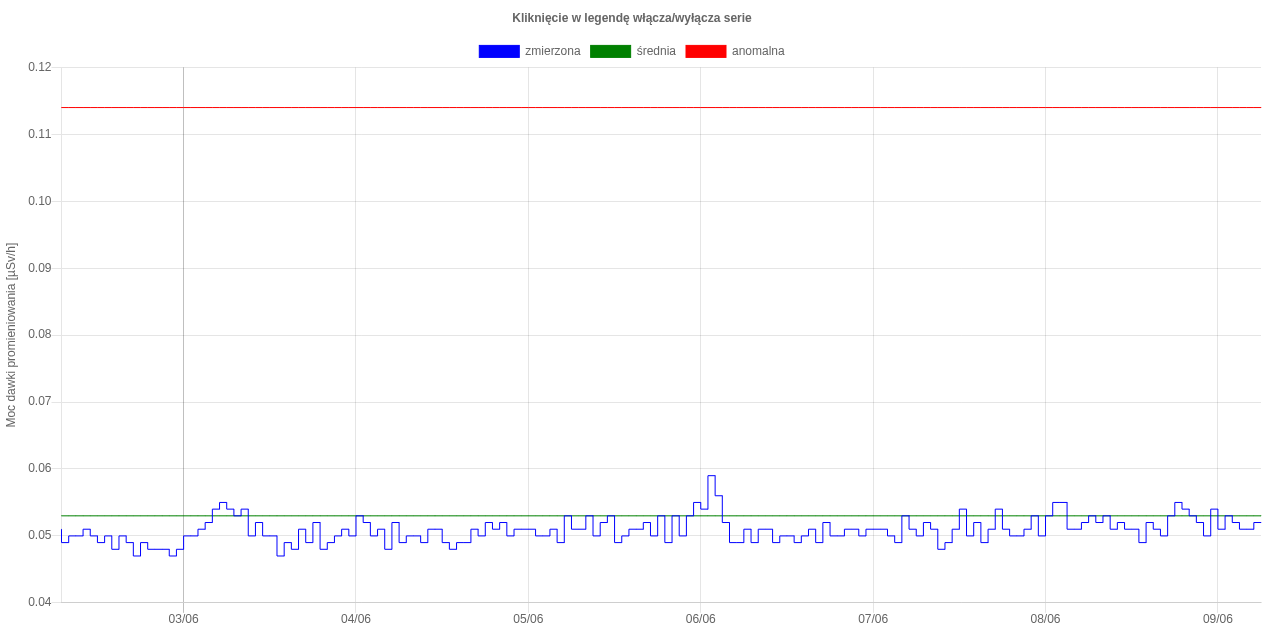 Kliknięcie w legendę włącza/wyłącza serie
zmierzona średnia anomalna
Moc dawki promieniowania [µSv/h]
0.12
0.11
0.10
0.09
0.08
0.07
0.06
0.05
0.04
03/06 04/06 05/06 06/06 07/06 08/06 09/06